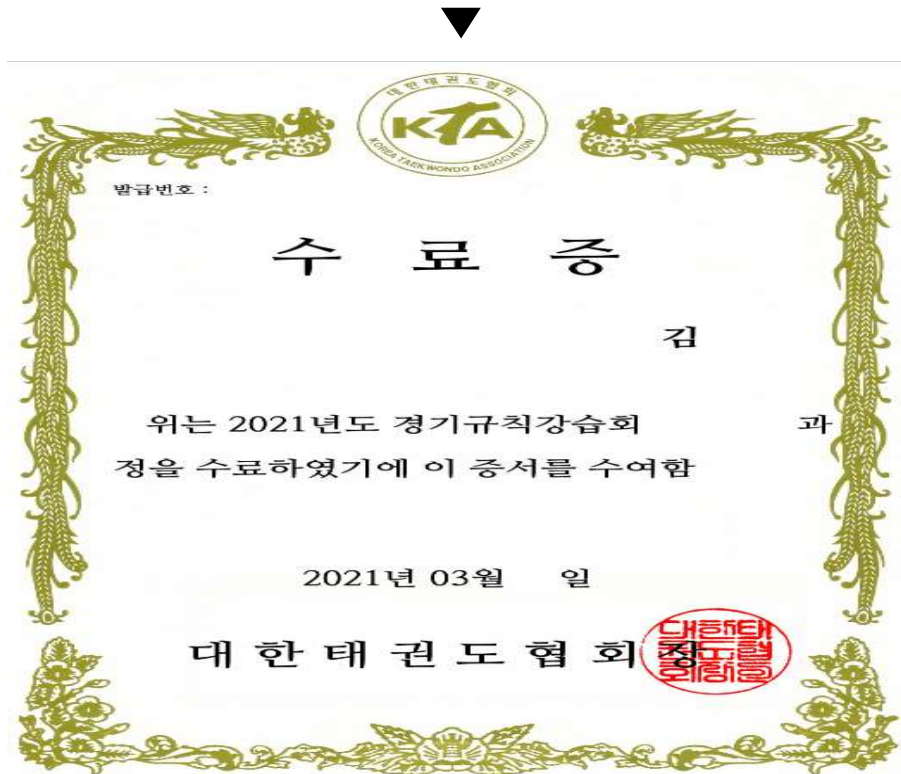 대한태권도협회
KTA
KOREA TAEKWONDO ASSOCIATION
발급번호 :
수 료 증
김
위는 2021년도 경기규칙강습회 과
정을 수료하였기에 이 증서를 수여함
2021년 03월 일
대 한 태 권 도 협 회 장